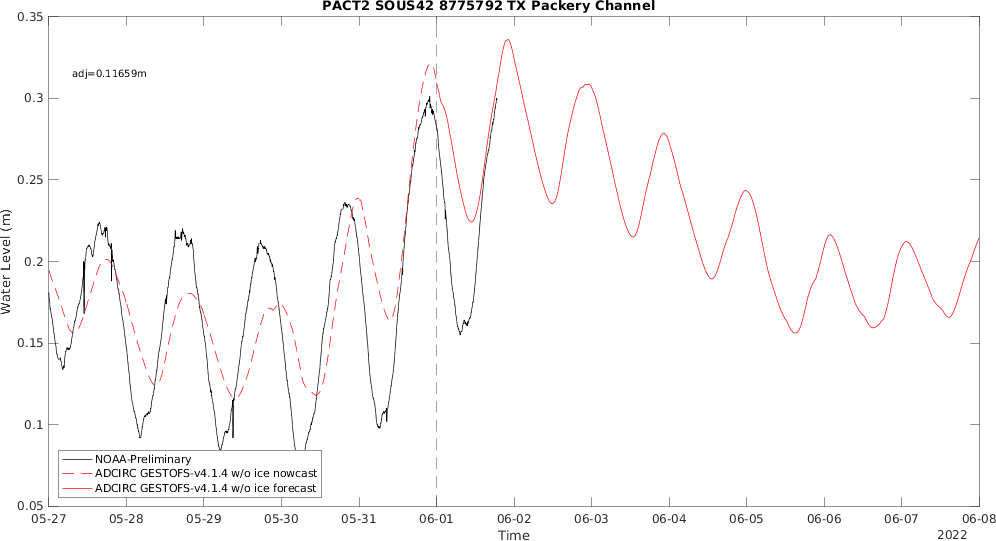 PACT2 SOUS42 8775792 TX Packery Channel
0.35
0.3
0.25
0.2
0.15
0.1
0.05
Water Level (m)
adj=0.11659m
NOAA-Preliminary
ADCIRC GESTOFS-v4.1.4 w/o ice nowcast
ADCIRC GESTOFS-v4.1.4 w/o ice forecast
05-27 05-28 05-29 05-30 05-31 06-01 06-02 06-03 06-04 06-05 06-06 06-07 06-08
Time
2022